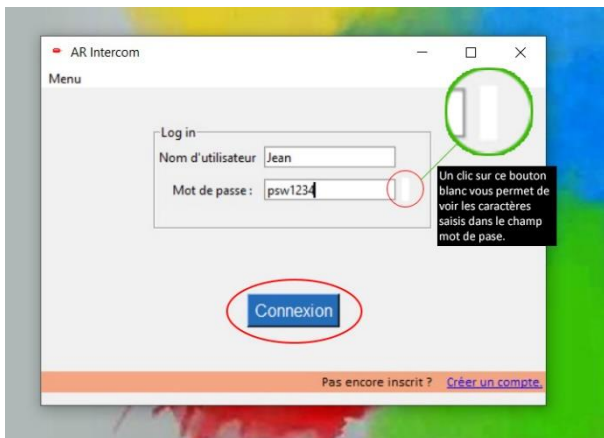 AR Intercom
Menu
Log in
Nom d'utilisateur Jean
Mot de passe : psw1234
Un clic sur ce bouton
blanc vous permet de
voir les caractères
saisis dans le champ
mot de pase.
Connexion
Pas encore inscrit ? Créer un compte.